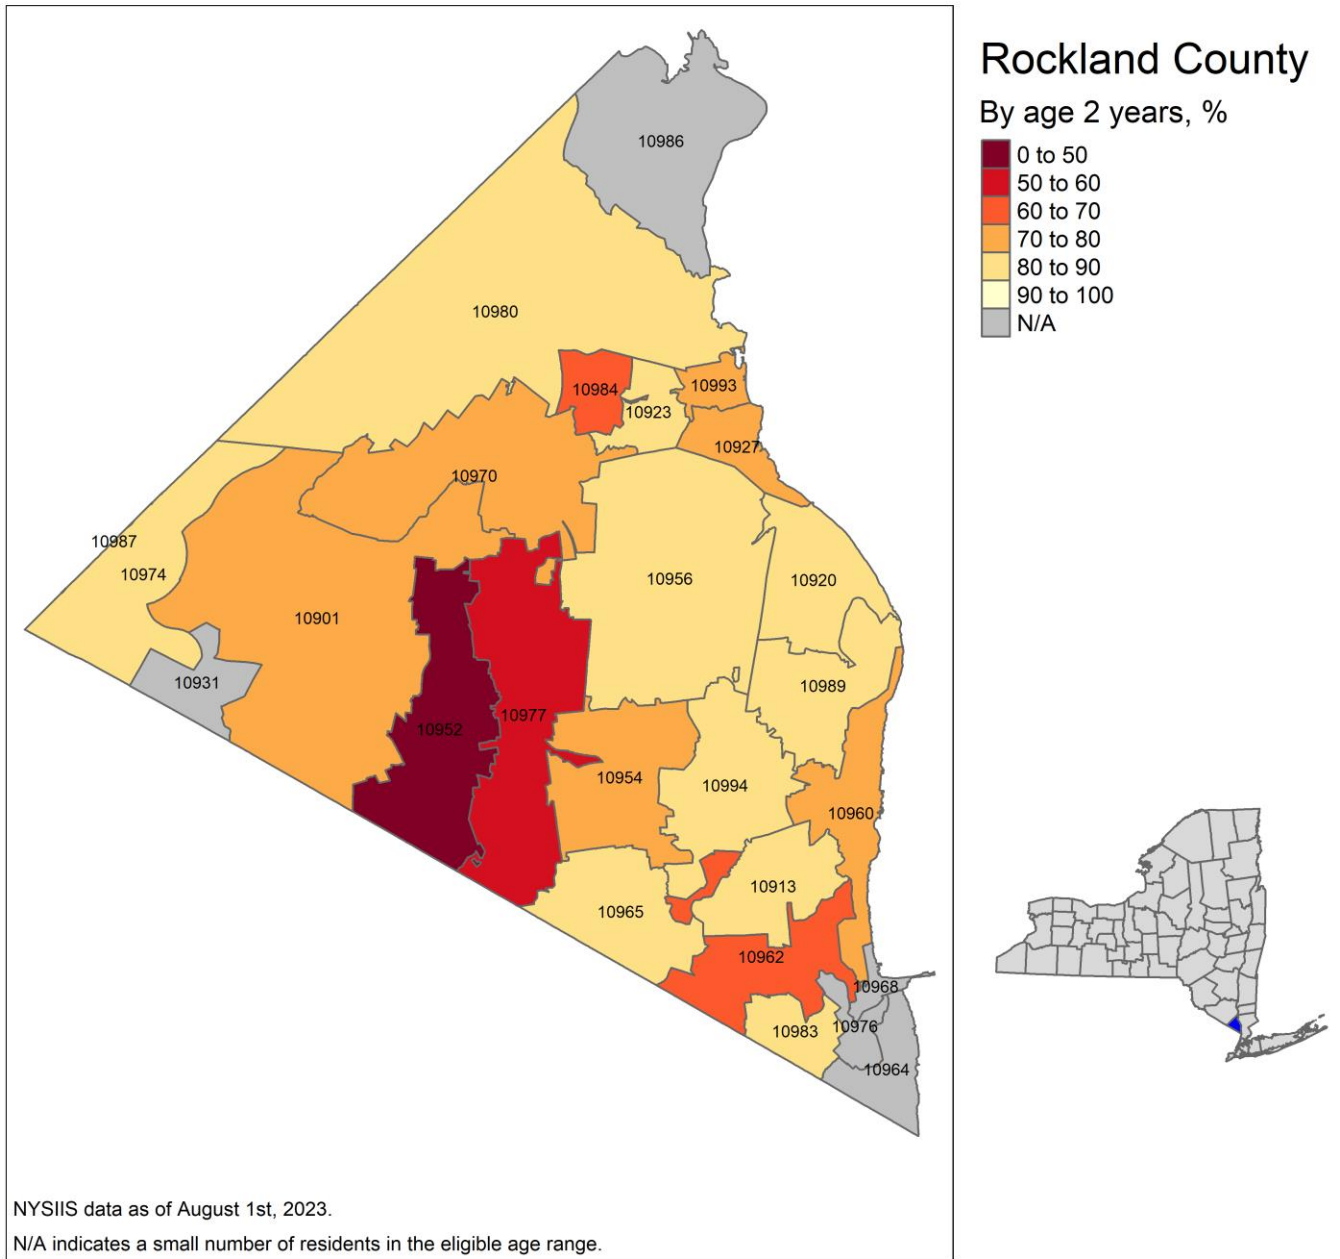 Rockland County
By age 2 years, %
0 to 50
50 to 60
60 to 70
70 to 80
80 to 90
90 to 100
N/A
10986
10980
10984
10993
10923
10927
10970
10987
10974
10956
10920
10901
10931
10989
10977
10952
10954
10994
10960
10913
10965
10962
10968
10983
10976
10964
NYSIIS data as of August 1st, 2023.
N/A indicates a small number of residents in the eligible age range.